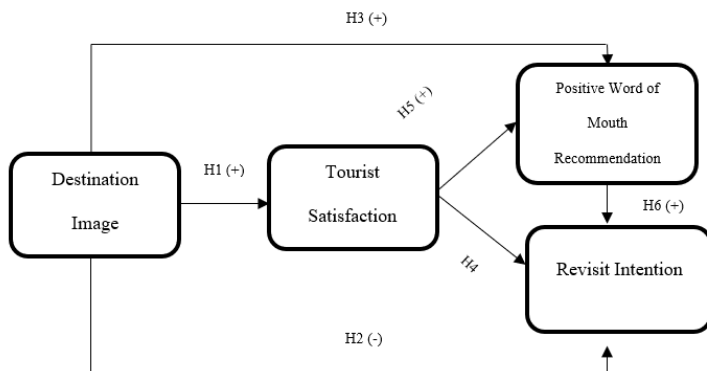 H3 (+)
Positive Word of
Mouth
Recommendation
H5 (+)
Destination
Image
H1 (+)
Tourist
Satisfaction
H6 (+)
H4
Revisit Intention
H2 (-)